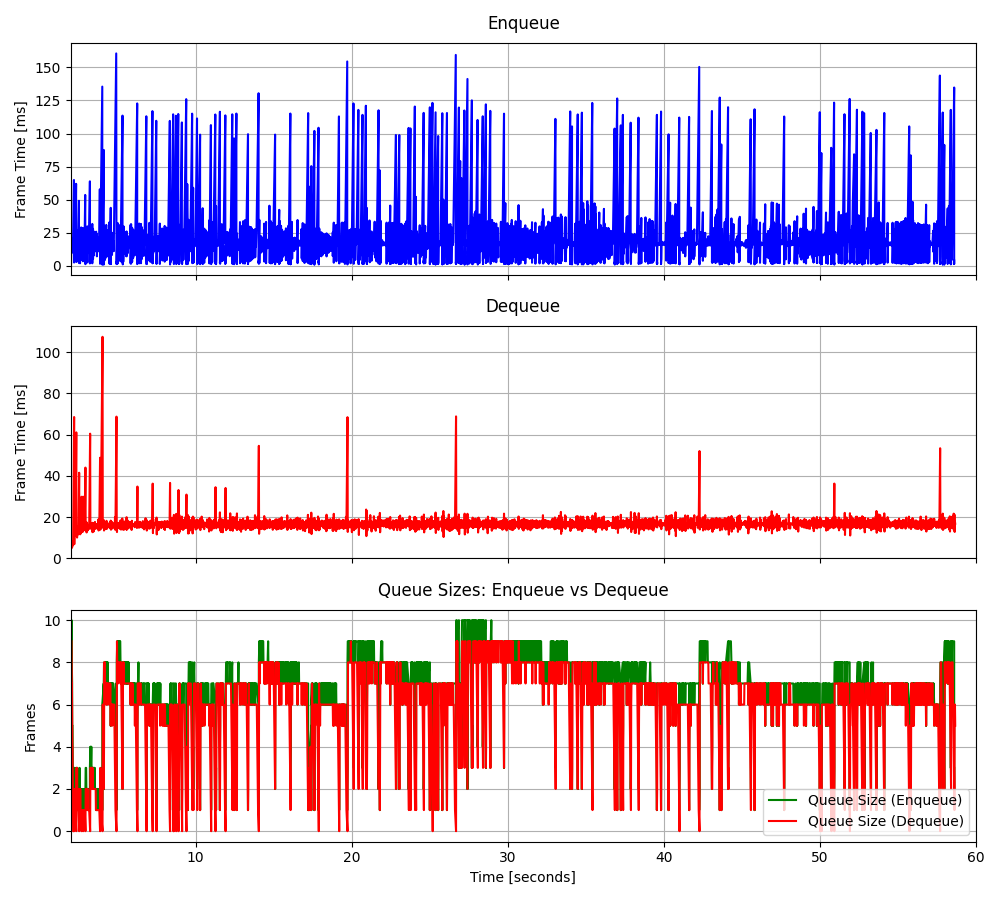 Enqueue
Frame Time [ms]
150
125
100
75
50
25
0
Dequeue
Frame Time [ms]
100
80
60
40
20
0
Queue Sizes: Enqueue vs Dequeue
Frames
10
8
6
4
2
0
Queue Size (Enqueue)
Queue Size (Dequeue)
10 20 30 40 50 60
Time [seconds]